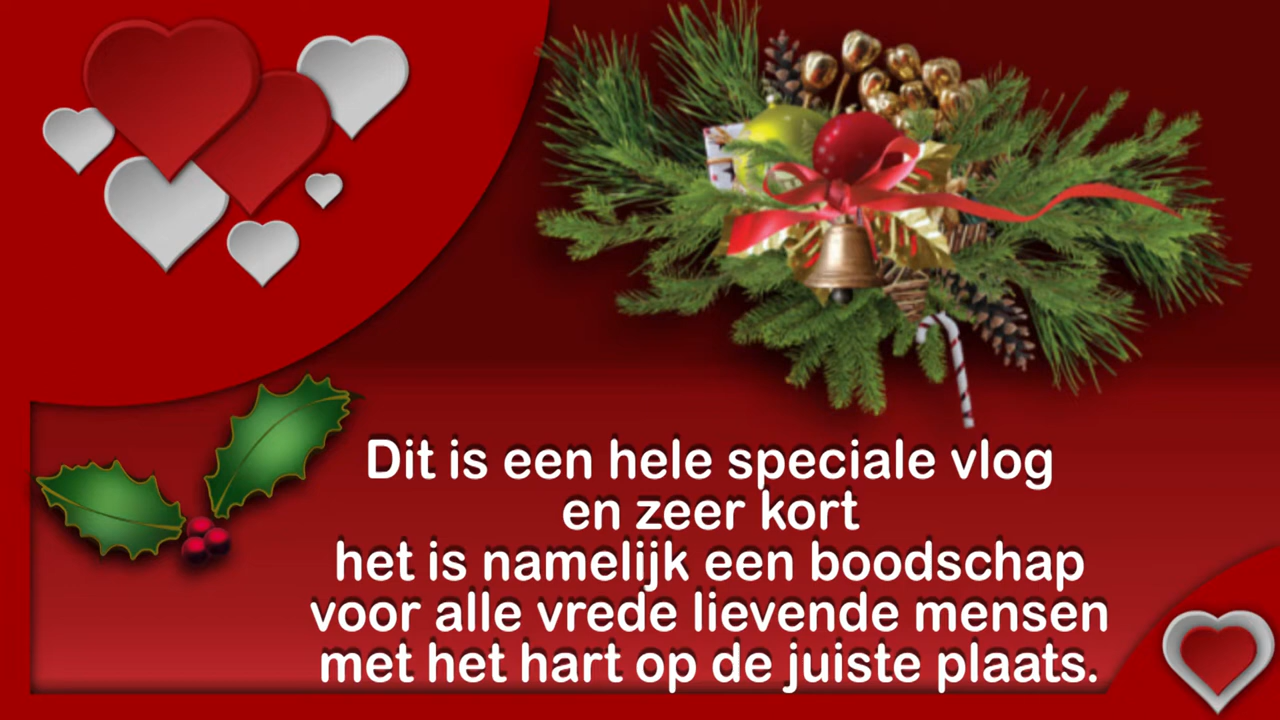 Dit is een hele speciale vlog
en zeer kort
het is namelijk een boodschap
voor alle vrede lievende mensen
met het hart op de juiste plaats.